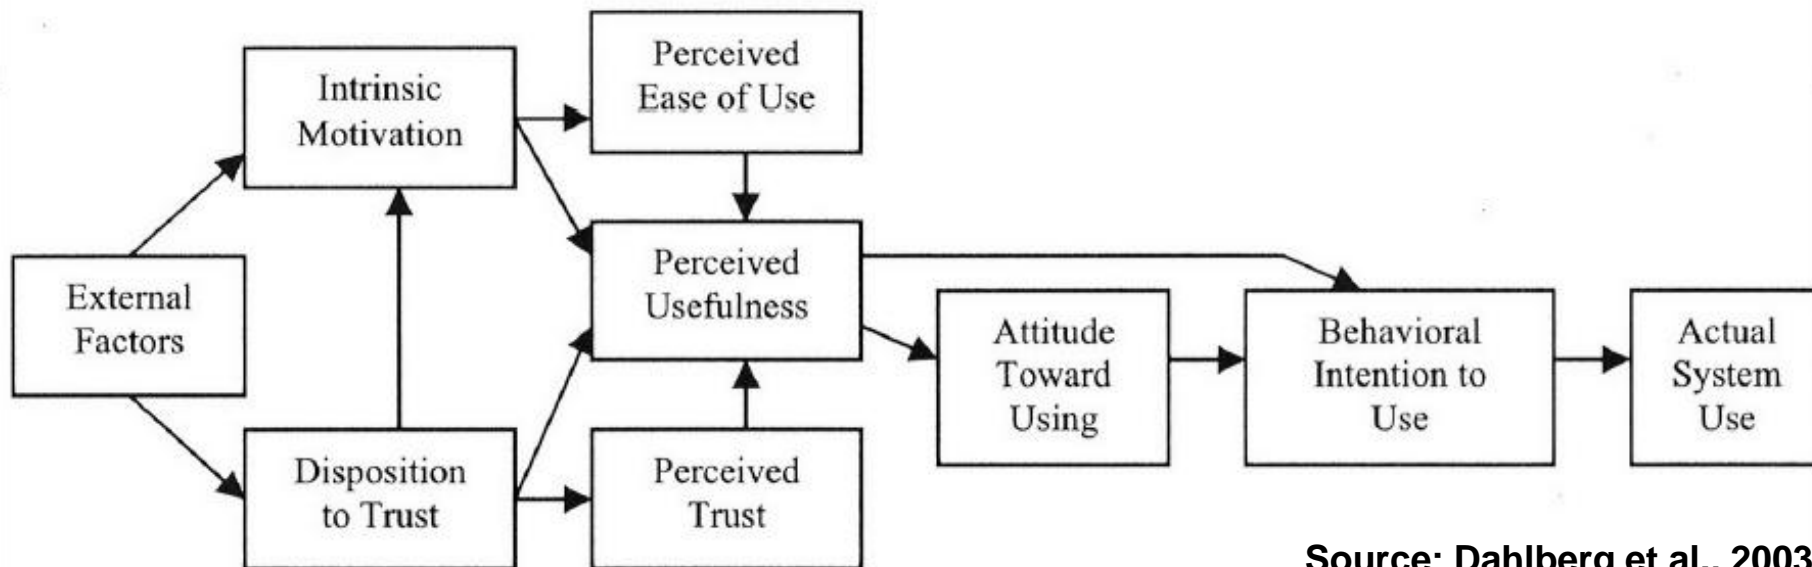 Perceived
Ease of Use
Intrinsic
Motivation
External
Factors
Perceived
Usefulness
Attitude
Toward
Using
Behavioral
Intention to
Use
Actual
System
Use
Disposition
to Trust
Perceived
Trust
Source: Dahlberg et al., 2003